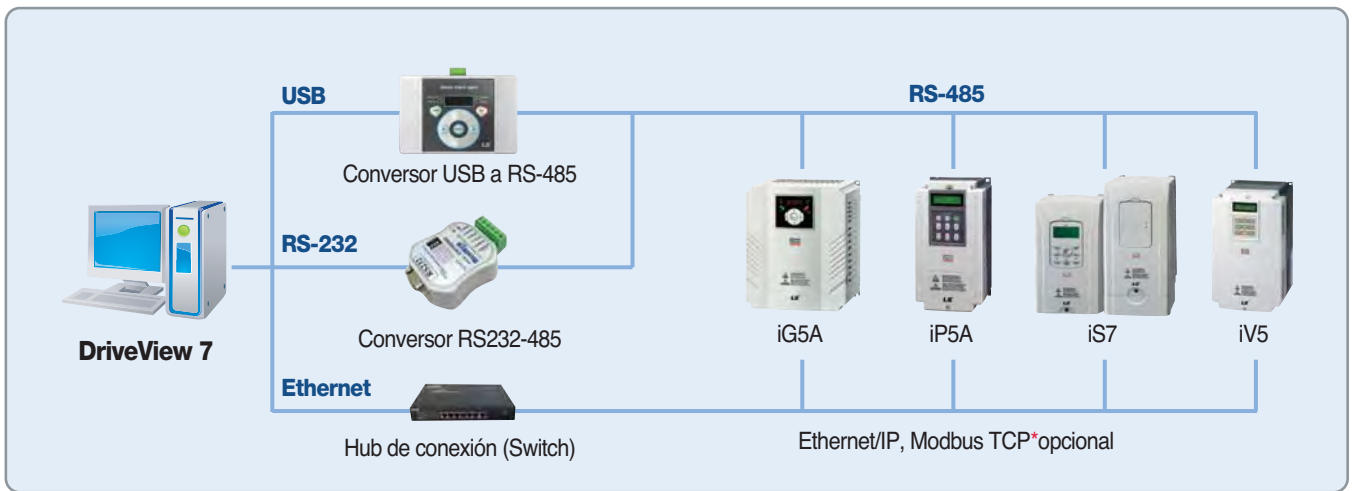 USB
RS-485
Conversor USB a RS-485
RS-232
DriveView 7
Conversor RS232-485
iG5A
iP5A
iS7
iV5
Ethernet
Hub de conexión (Switch)
Ethernet/IP, Modbus TCP*opcional